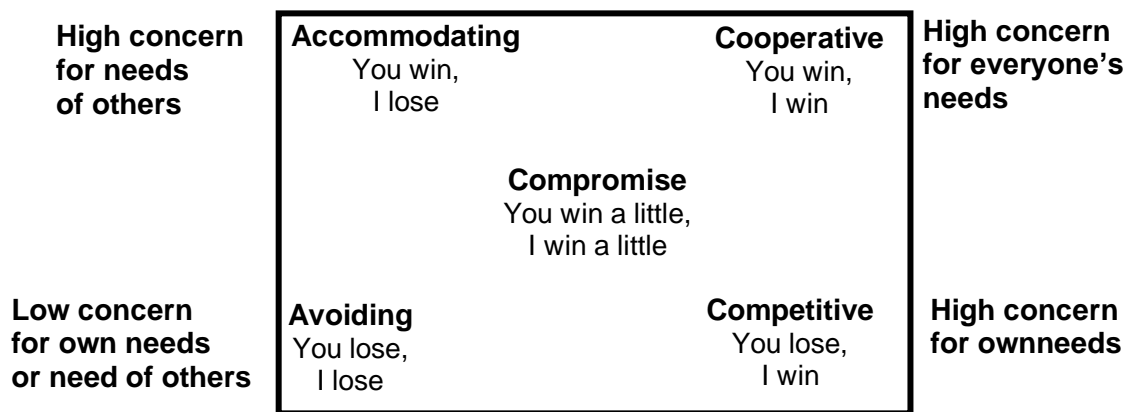 High concern
for needs
of others
Accommodating
You win,
I lose
Cooperative
You win,
I win
High concern
for everyone's
needs
Compromise
You win a little,
I win a little
Low concern
for own needs
or need of others
Avoiding
You lose,
I lose
Competitive
You lose,
I win
High concern
for ownneeds